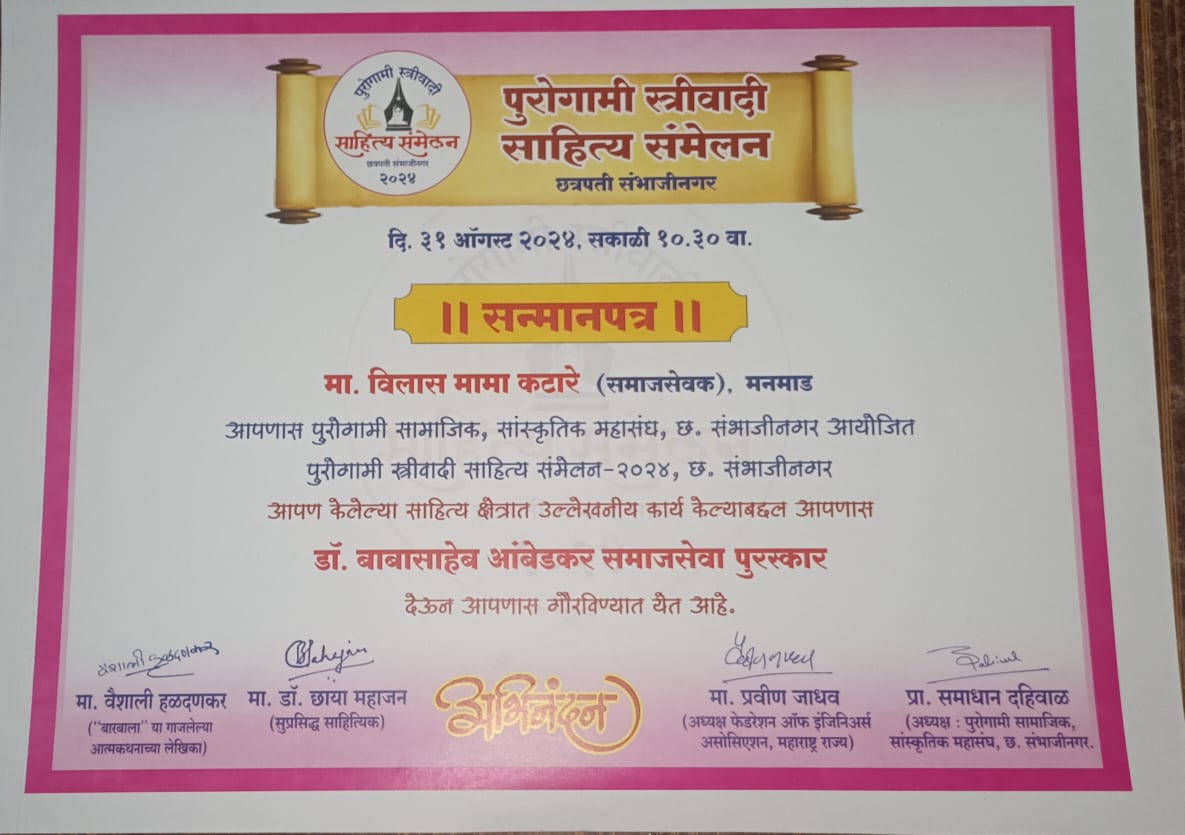 पुरोगामी स्त्रीवादी
साहित्य संमेलन
छत्रपती संभाजीनगर
२०२४
पुरोगामी स्त्रीवादी
साहित्य संमेलन
छत्रपती संभाजीनगर
दि. ३१ ऑगस्ट २०२४, सकाळी १०.३० वा.
|| सन्मानपत्र ||
मा. विलास मामा कटारे (समाजसेवक), मनमाड
आपणास पुरोगामी सामाजिक, सांस्कृतिक महासंघ, छ. संभाजीनगर आयोजित
पुरोगामी स्त्रीवादी साहित्य संमेलन-२०२४, छ. संभाजीनगर
आपण केलेल्या साहित्य क्षेत्रात उल्लेखनीय कार्य केल्याबद्दल आपणास
डॉ. बाबासाहेब आंबेडकर समाजसेवा पुरस्कार
देऊन आपणास गौरविण्यात येत आहे.
वैशाली हळदणकर
मा. वैशाली हळदणकर
("बारबाला" या गाजलेल्या
आत्मकथनाच्या लेखिका)
मा. डॉ. छाया महाजन
(सुप्रसिद्ध साहित्यिक)
अभिनंदन
मा. प्रवीण जाधव
(अध्यक्ष फेडरेशन ऑफ इंजिनिअर्स
असोसिएशन, महाराष्ट्र राज्य)
प्रा. समाधान दहिवाळ
(अध्यक्ष : पुरोगामी सामाजिक,
सांस्कृतिक महासंघ, छ. संभाजीनगर.